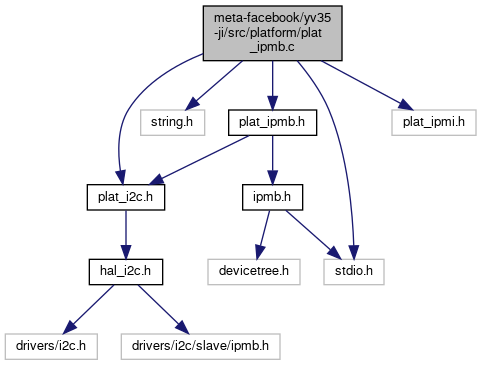 meta-facebook/yv35
-ji/src/platform/plat
_ipmb.c
string.h
plat_ipmb.h
plat_ipmi.h
plat_i2c.h
ipmb.h
hal_i2c.h
devicetree.h
stdio.h
drivers/i2c.h
drivers/i2c/slave/ipmb.h